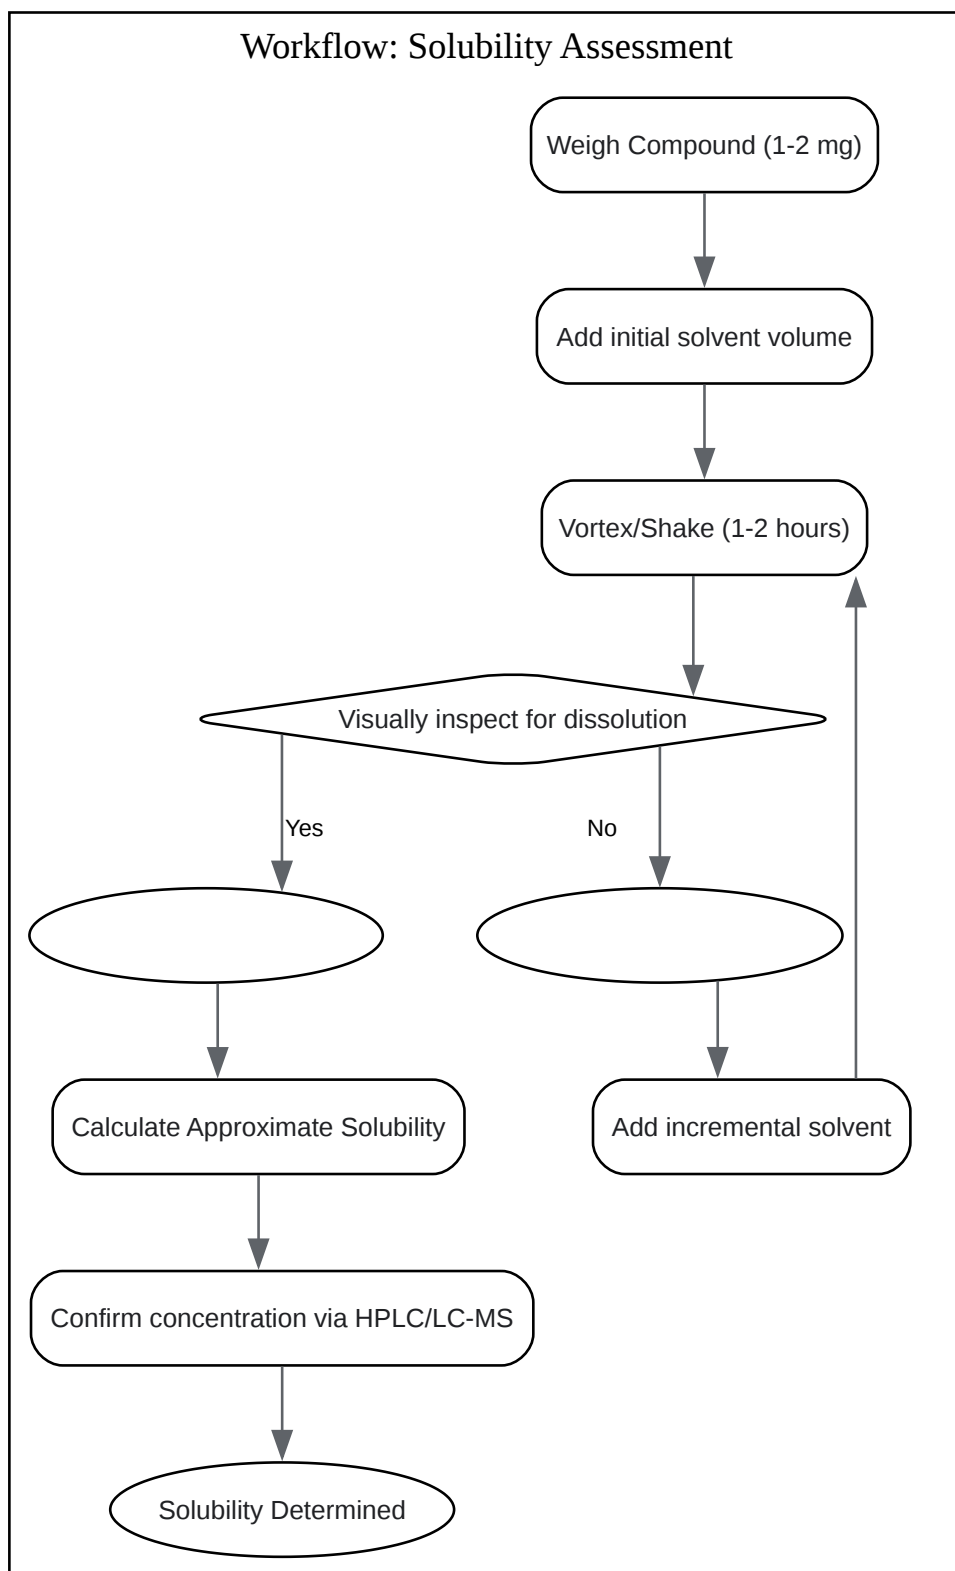 Workflow: Solubility Assessment
Weigh Compound (1-2 mg)
Add initial solvent volume
Vortex/Shake (1-2 hours)
Visually inspect for dissolution
Yes
No
Calculate Approximate Solubility
Add incremental solvent
Confirm concentration via HPLC/LC-MS
Solubility Determined